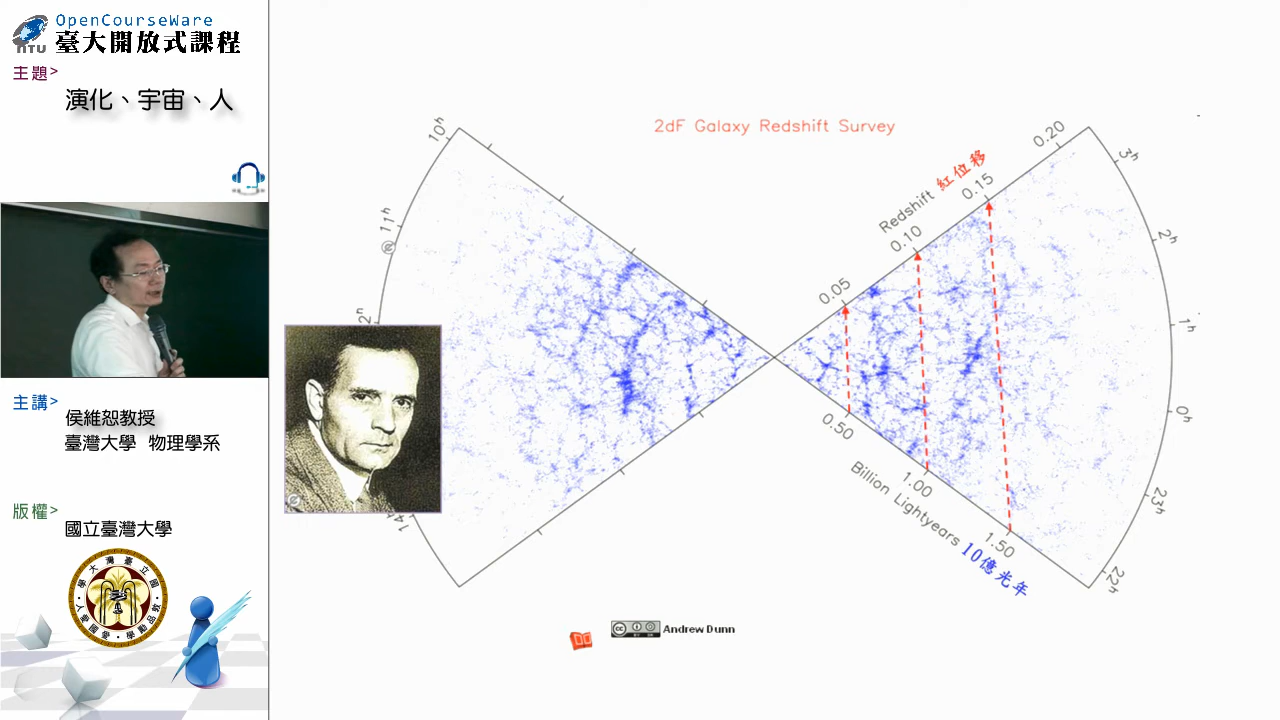 OpenCourseWare
NTU 臺大開放式課程
主題>
演化、宇宙、人
主講>
侯維恕教授
臺灣大學 物理學系
版權>
國立臺灣大學
2dF Galaxy Redshift Survey
10h
11h
14h
Redshift 紅位移
0.05
0.10
0.15
0.20
3h
2h
1h
0h
23h
22h
0.50
1.00
1.50
Billion Lightyears 10億光年
Andrew Dunn